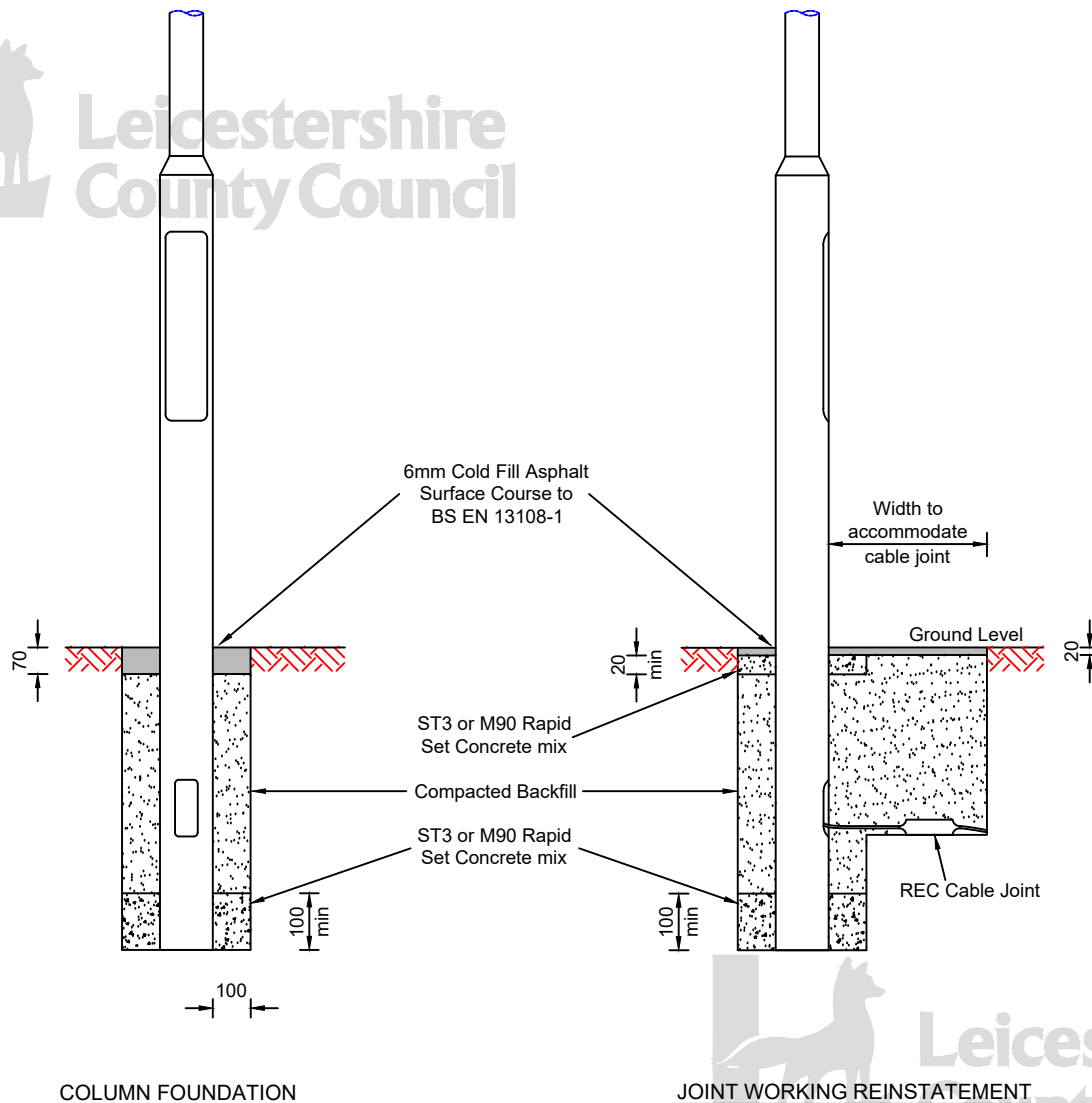 Leicestershire
County Council
6mm Cold Fill Asphalt
Surface Course to
BS EN 13108-1
Width to
accommodate
cable joint
Ground Level
70
20
min
20
ST3 or M90 Rapid
Set Concrete mix
Compacted Backfill
ST3 or M90 Rapid
Set Concrete mix
REC Cable Joint
100
min
100
min
100
COLUMN FOUNDATION
JOINT WORKING REINSTATEMENT
Leices